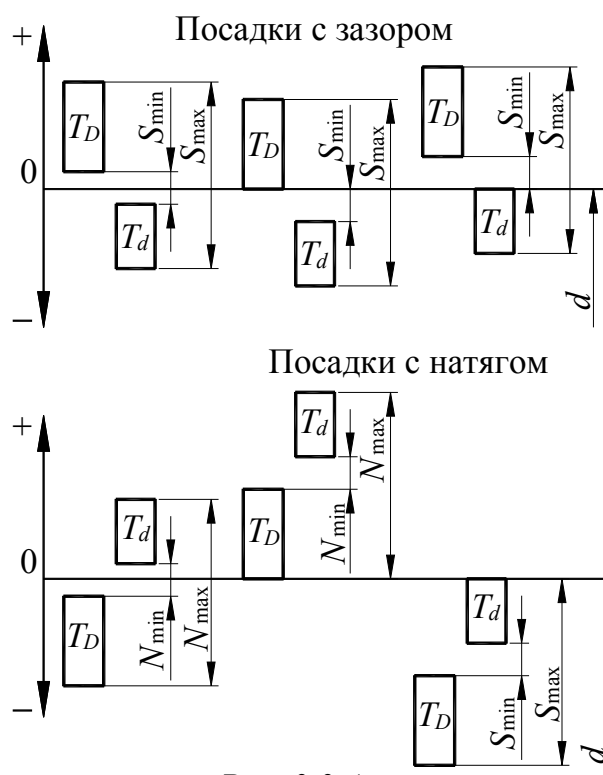 Посадки с зазором
+
0
−
T_D
T_d
S_min
S_max
T_D
T_d
S_min
S_max
T_D
T_d
S_min
S_max
d
Посадки с натягом
+
0
−
T_D
T_d
N_min
N_max
T_D
T_d
N_min
N_max
T_D
T_d
S_min
S_max
d